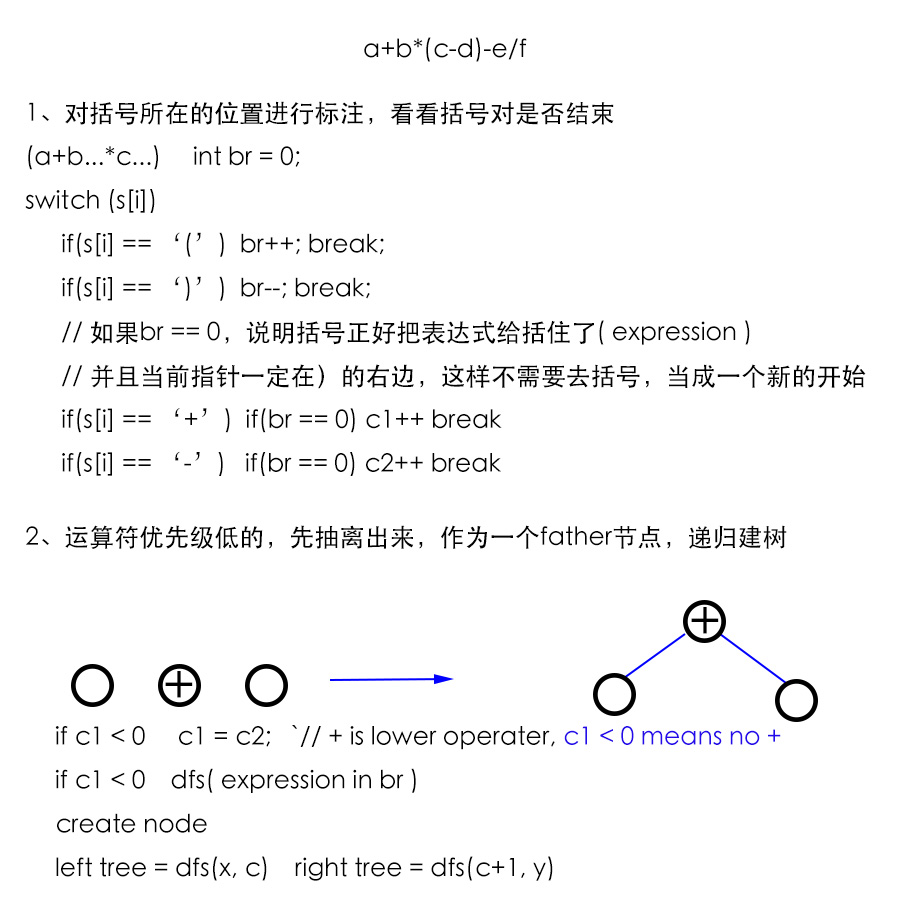 a+b*(c-d)-e/f
1、对括号所在的位置进行标注，看看括号对是否结束
(a+b...*c...) int br = 0;
switch (s[i])
if(s[i] == ‘(’) br++; break;
if(s[i] == ‘)’) br--; break;
// 如果br == 0，说明括号正好把表达式给括住了( expression )
// 并且当前指针一定在）的右边，这样不需要去括号，当成一个新的开始
if(s[i] == ‘+’) if(br == 0) c1++ break
if(s[i] == ‘-’) if(br == 0) c2++ break
2、运算符优先级低的，先抽离出来，作为一个father节点，递归建树
+
+
if c1 < 0 c1 = c2; `// + is lower operater, c1 < 0 means no +
if c1 < 0 dfs( expression in br )
create node
left tree = dfs(x, c) right tree = dfs(c+1, y)